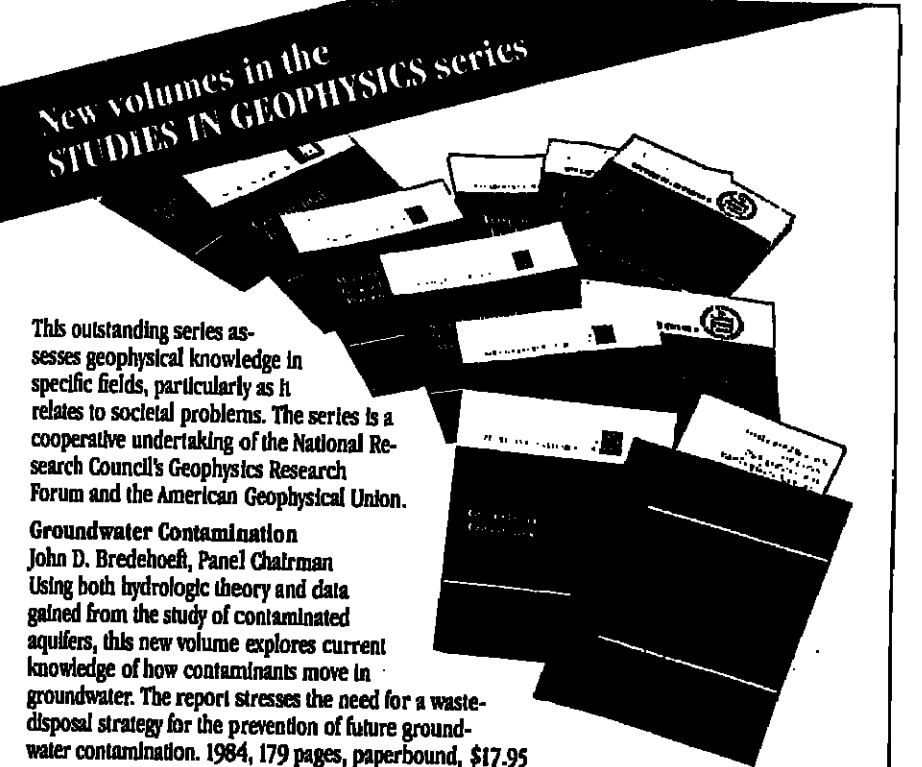 New volumes in the
STUDIES IN GEOPHYSICS series
This outstanding series as-
sesses geophysical knowledge in
specific fields, particularly as it
relates to societal problems. The series is a
cooperative undertaking of the National Re-
search Council's Geophysics Research
Forum and the American Geophysical Union.
Groundwater Contamination
John D. Bredehoeft, Panel Chairman
Using both hydrologic theory and data
gained from the study of contaminated
aquifers, this new volume explores current
knowledge of how contaminants move in
groundwater. The report stresses the need for a waste-
disposal strategy for the prevention of future ground-
water contamination. 1984, 179 pages, paperbound, $17.95